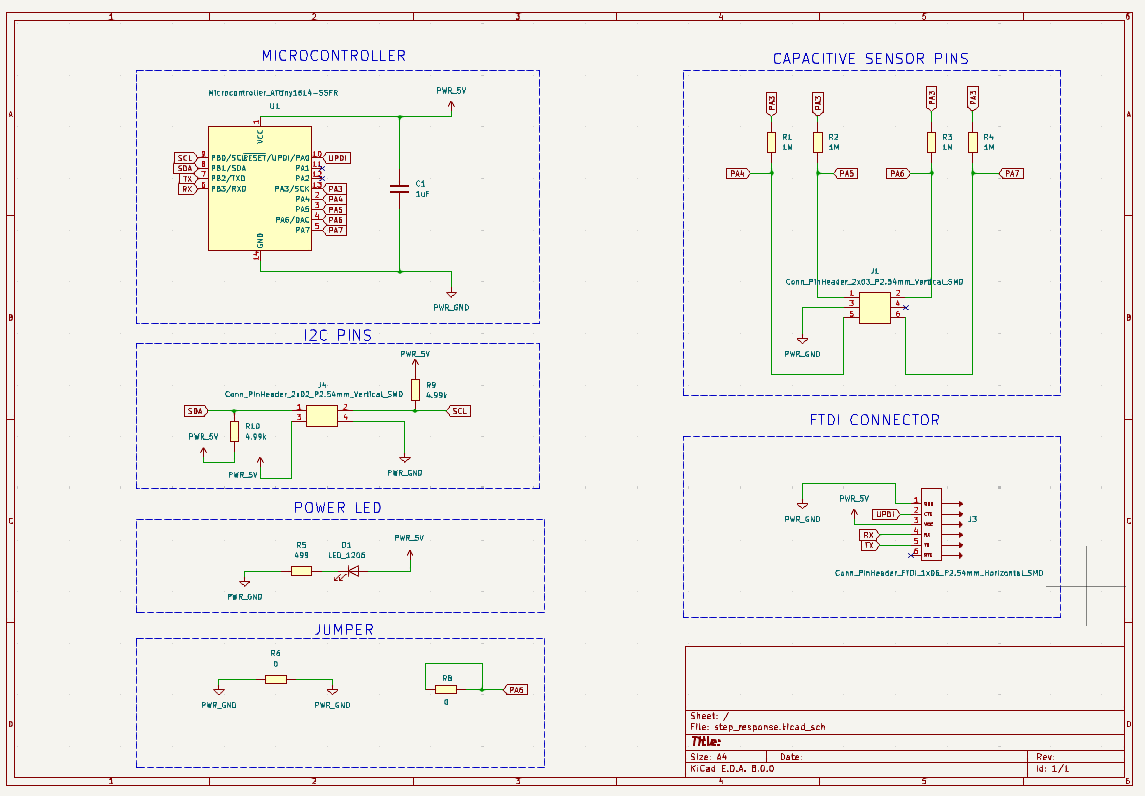 1 2 3 4 5 6
MICROCONTROLLER
Microcontroller_ATtiny1614-SSFR
U1
PWR_5V
1
VCC
SCL 9 PB0/SCL RESET/UPDI/PA0 10 UPDI
SDA 8 PB1/SDA PA1 11
TX 7 PB2/TXD PA2 12
RX 6 PB3/RXD PA3/SCK 13 PA3
PA4 2 PA4
PA5 3 PA5
PA6/DAC 4 PA6
PA7 5 PA7
GND
14
C1
1uF
PWR_GND
CAPACITIVE SENSOR PINS
PA3 PA3 PA3 PA3
R1 R2 R3 R4
1M 1M 1M 1M
PA4 PA5 PA6 PA7
J1
Conn_PinHeader_2x03_P2.54mm_Vertical_SMD
1 2
3 4
5 6
PWR_GND
I2C PINS
PWR_5V
J4
R9
4.99k
Conn_PinHeader_2x02_P2.54mm_Vertical_SMD
SDA 1 2 SCL
3 4
R10
4.99k
PWR_5V
PWR_5V
PWR_GND
FTDI CONNECTOR
PWR_5V
PWR_GND
1 GND
UPDI 2 CTS
3 VCC
RX 4 RX
TX 5 TX
6 RTS
J3
Conn_PinHeader_FTDI_1x06_P2.54mm_Horizontal_SMD
POWER LED
R5 D1
499 LED_1206
PWR_5V
PWR_GND
JUMPER
R6
0
PWR_GND PWR_GND
R8
0
PA6
Sheet: /
File: step_response.kicad_sch
Title:
Size: A4 Date: Rev:
KiCad E.D.A. 8.0.0 Id: 1/1
A
B
C
D
A
B
C
D
1 2 3 4 5 6